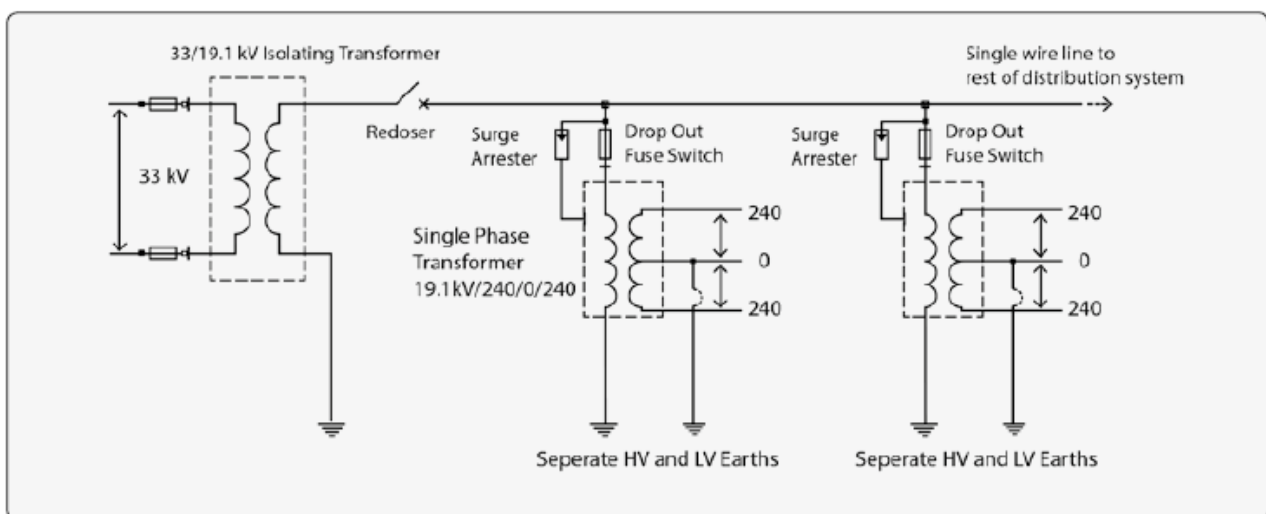 33/19.1 kV Isolating Transformer
Single wire line to
rest of distribution system
33 kV
Redoser
Surge
Arrester
Drop Out
Fuse Switch
Single Phase
Transformer
19.1kV/240/0/240
240
0
240
Seperate HV and LV Earths
Surge
Arrester
Drop Out
Fuse Switch
240
0
240
Seperate HV and LV Earths